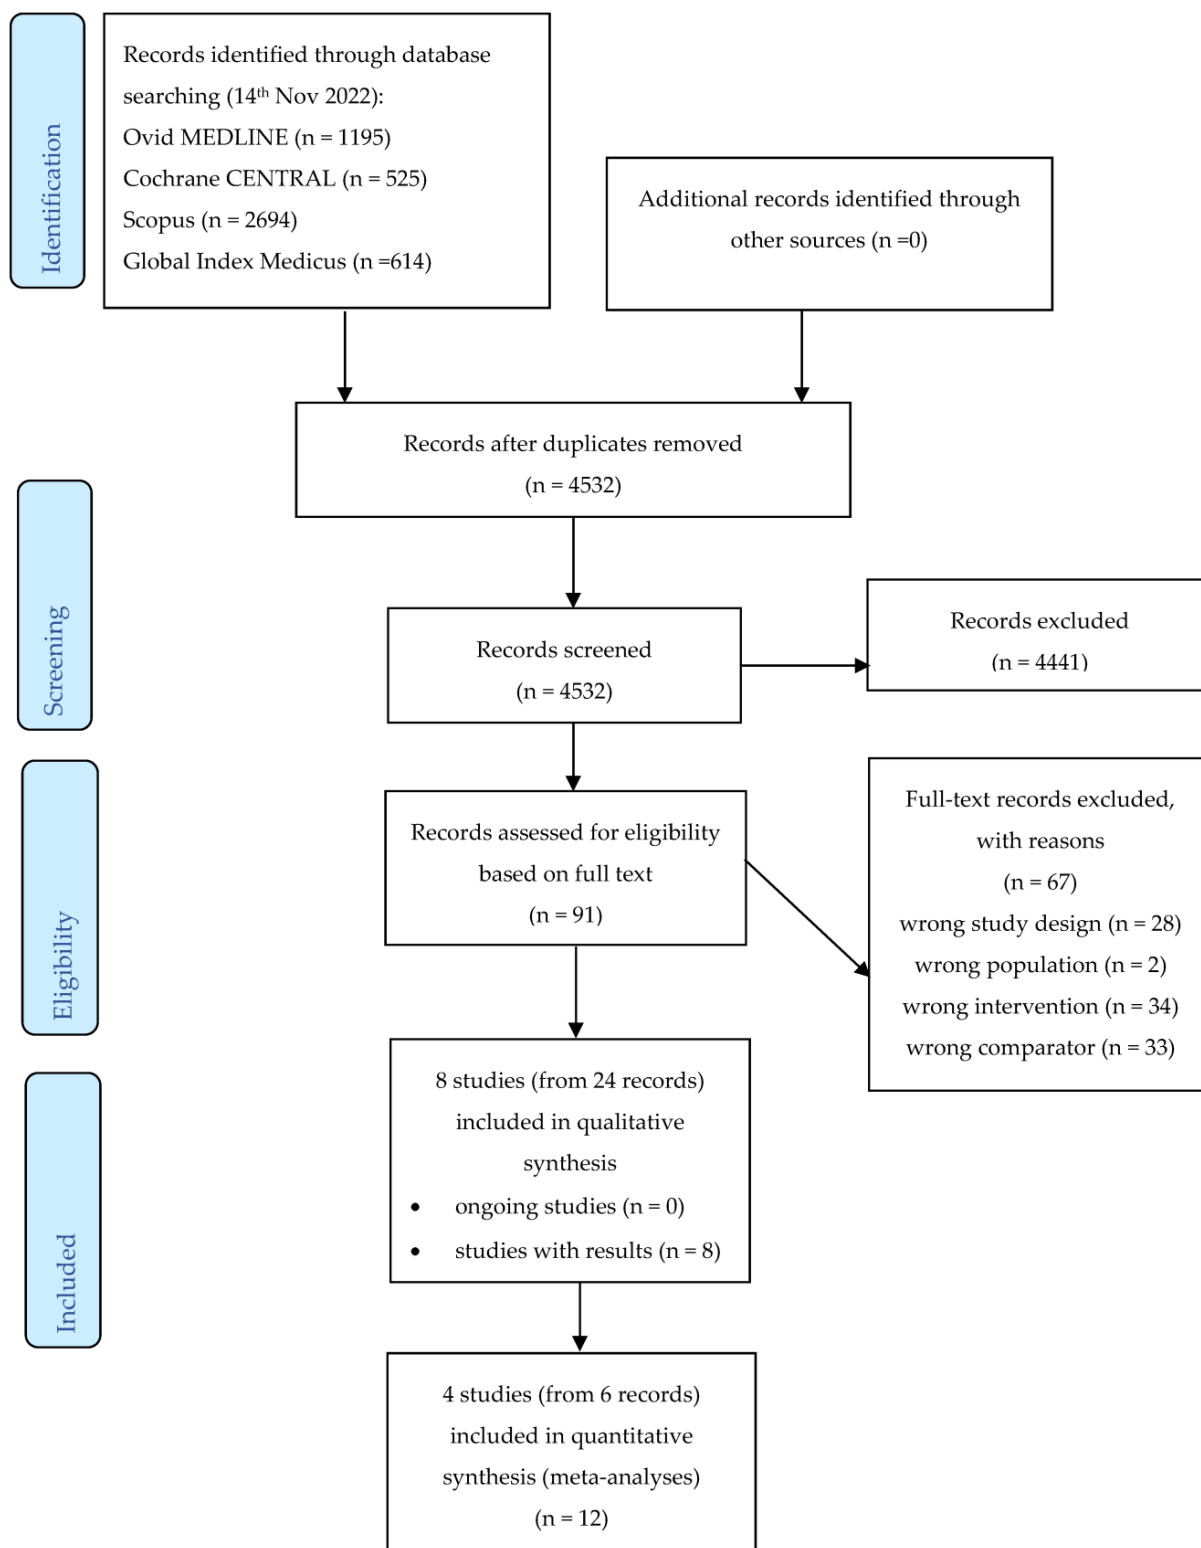 Identification
Records identified through database
searching (14th Nov 2022):
Ovid MEDLINE (n = 1195)
Cochrane CENTRAL (n = 525)
Scopus (n = 2694)
Global Index Medicus (n =614)
Additional records identified through
other sources (n =0)
Records after duplicates removed
(n = 4532)
Screening
Records screened
(n = 4532)
Records excluded
(n = 4441)
Eligibility
Records assessed for eligibility
based on full text
(n = 91)
Full-text records excluded,
with reasons
(n = 67)
wrong study design (n = 28)
wrong population (n = 2)
wrong intervention (n = 34)
wrong comparator (n = 33)
Included
8 studies (from 24 records)
included in qualitative
synthesis
• ongoing studies (n = 0)
• studies with results (n = 8)
4 studies (from 6 records)
included in quantitative
synthesis (meta-analyses)
(n = 12)